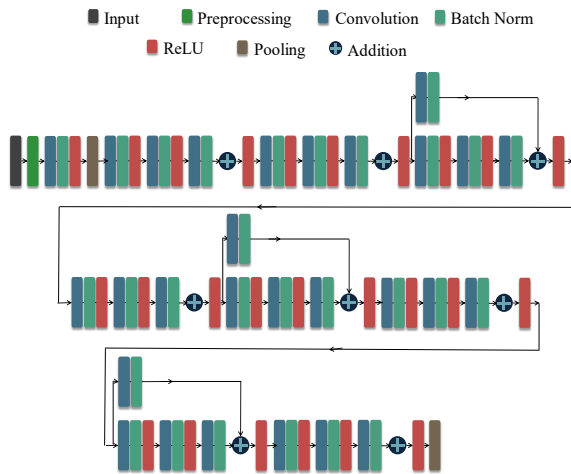 Input Preprocessing Convolution Batch Norm
ReLU Pooling Addition